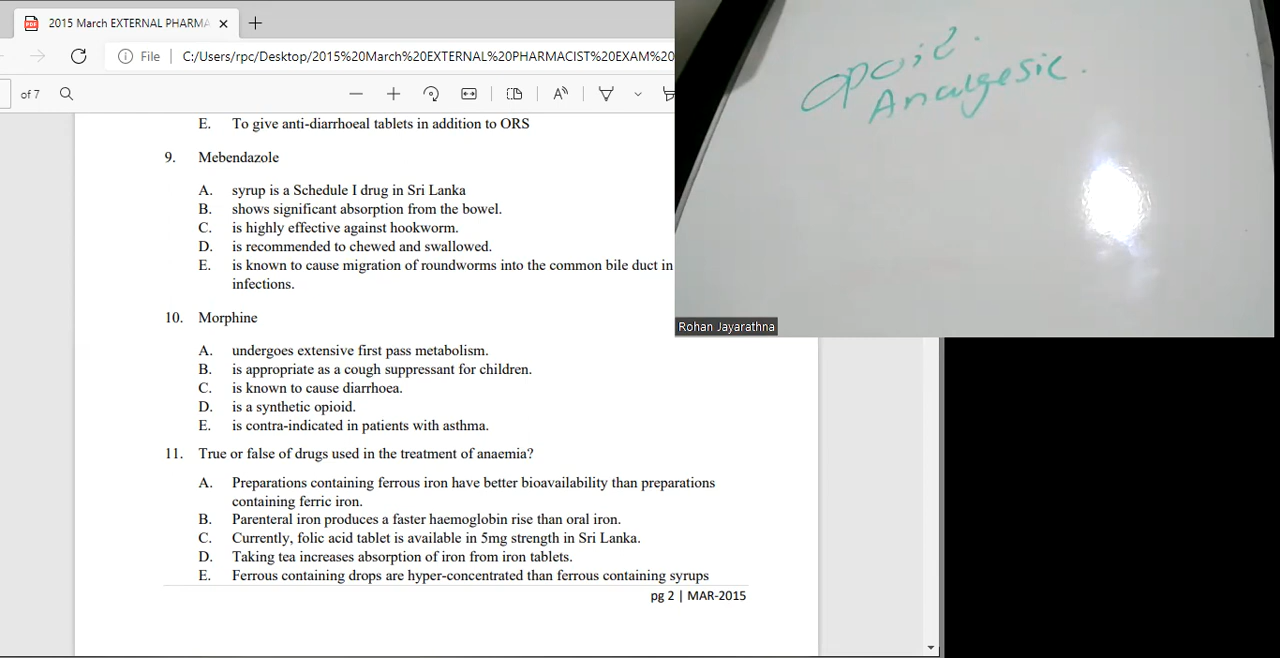 2015 March EXTERNAL PHARMA
File
C:/Users/rpc/Desktop/2015%20March%20EXTERNAL%20PHARMACIST%20EXAM%20
of 7
E. To give anti-diarrhoeal tablets in addition to ORS
9. Mebendazole
A. syrup is a Schedule I drug in Sri Lanka
B. shows significant absorption from the bowel.
C. is highly effective against hookworm.
D. is recommended to chewed and swallowed.
E. is known to cause migration of roundworms into the common bile duct in
infections.
10. Morphine
A. undergoes extensive first pass metabolism.
B. is appropriate as a cough suppressant for children.
C. is known to cause diarrhoea.
D. is a synthetic opioid.
E. is contra-indicated in patients with asthma.
11. True or false of drugs used in the treatment of anaemia?
A. Preparations containing ferrous iron have better bioavailability than preparations
containing ferric iron.
B. Parenteral iron produces a faster haemoglobin rise than oral iron.
C. Currently, folic acid tablet is available in 5mg strength in Sri Lanka.
D. Taking tea increases absorption of iron from iron tablets.
E. Ferrous containing drops are hyper-concentrated than ferrous containing syrups
pg 2 | MAR-2015
Analgesic.
Rohan Jayarathna